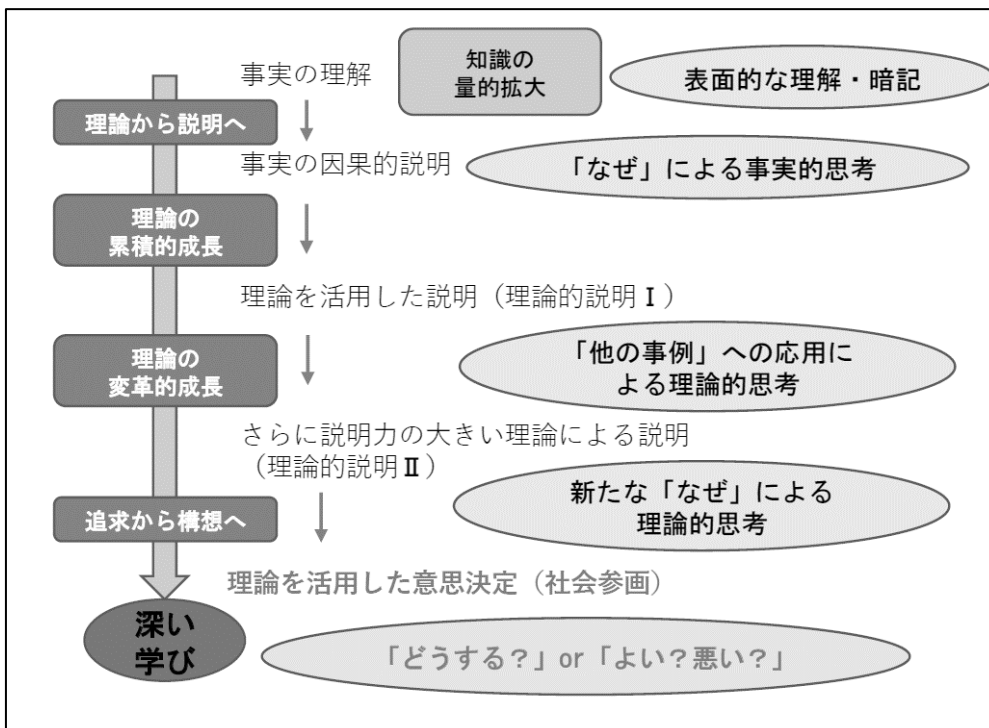 事実の理解
知識の
量的拡大
表面的な理解・暗記
理論から説明へ
事実の因果的説明
「なぜ」による事実的思考
理論の
累積的成長
理論を活用した説明（理論的説明Ⅰ）
理論の
変革的成長
「他の事例」への応用に
よる理論的思考
さらに説明力の大きい理論による説明
（理論的説明Ⅱ）
新たな「なぜ」による
理論的思考
追求から構想へ
理論を活用した意思決定（社会参画）
深い
学び
「どうする？」or「よい？悪い？」